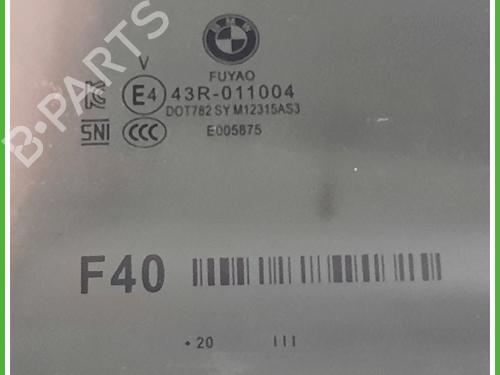 BMW
FUYAO
V
E4 43R-011004
DOT782 SY M12315AS3
SNI CCC E005875
F40
• 20 III
B-PARTS